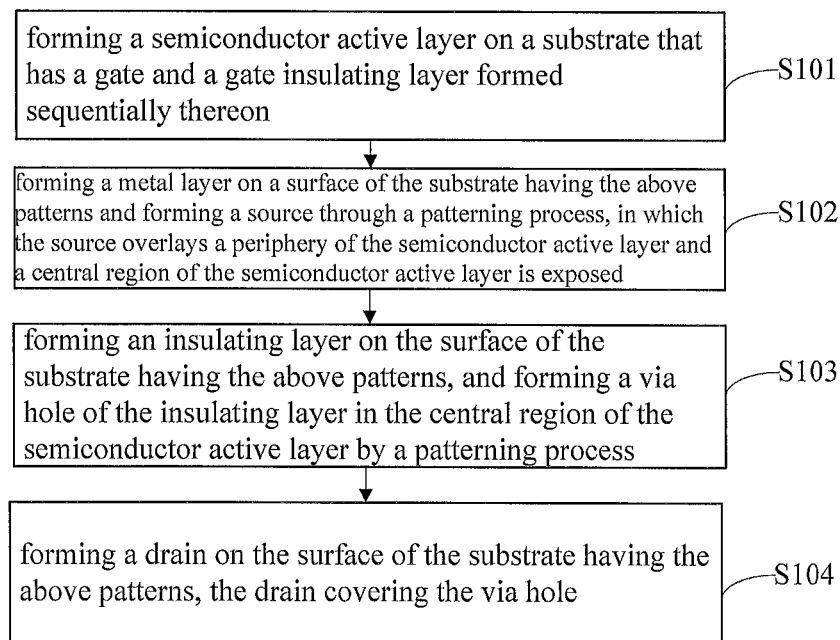 forming a semiconductor active layer on a substrate that
has a gate and a gate insulating layer formed
sequentially thereon
S101
forming a metal layer on a surface of the substrate having the above
patterns and forming a source through a patterning process, in which
the source overlays a periphery of the semiconductor active layer and
a central region of the semiconductor active layer is exposed
S102
forming an insulating layer on the surface of the
substrate having the above patterns, and forming a via
hole of the insulating layer in the central region of the
semiconductor active layer by a patterning process
S103
forming a drain on the surface of the substrate having the
above patterns, the drain covering the via hole
S104